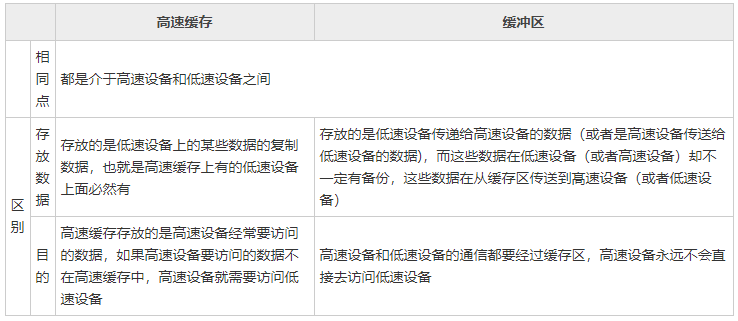 高速缓存
缓冲区
相同点
都是介于高速设备和低速设备之间
区别
存放数据
存放的是低速设备上的某些数据的复制
数据，也就是高速缓存上有的低速设备
上面必然有
存放的是低速设备传递给高速设备的数据（或者是高速设备传送给
低速设备的数据)，而这些数据在低速设备（或者高速设备）却不
一定有备份，这些数据在从缓存区传送到高速设备（或者低速设
备）
目的
高速缓存存放的是高速设备经常要访问
的数据，如果高速设备要访问的数据不
在高速缓存中，高速设备就需要访问低
速设备
高速设备和低速设备的通信都要经过缓存区，高速设备永远不会直
接去访问低速设备